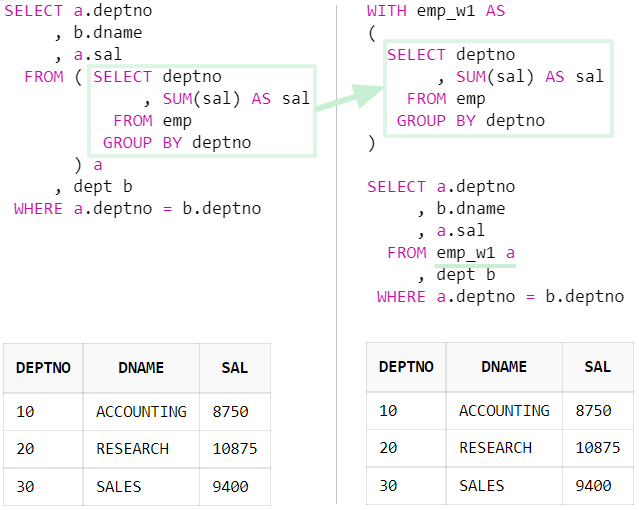 SELECT a.deptno
, b.dname
, a.sal
FROM ( SELECT deptno
, SUM(sal) AS sal
FROM emp
GROUP BY deptno
) a
, dept b
WHERE a.deptno = b.deptno
DEPTNO DNAME SAL
10 ACCOUNTING 8750
20 RESEARCH 10875
30 SALES 9400
WITH emp_w1 AS
(
SELECT deptno
, SUM(sal) AS sal
FROM emp
GROUP BY deptno
)
SELECT a.deptno
, b.dname
, a.sal
FROM emp_w1 a
, dept b
WHERE a.deptno = b.deptno
DEPTNO DNAME SAL
10 ACCOUNTING 8750
20 RESEARCH 10875
30 SALES 9400